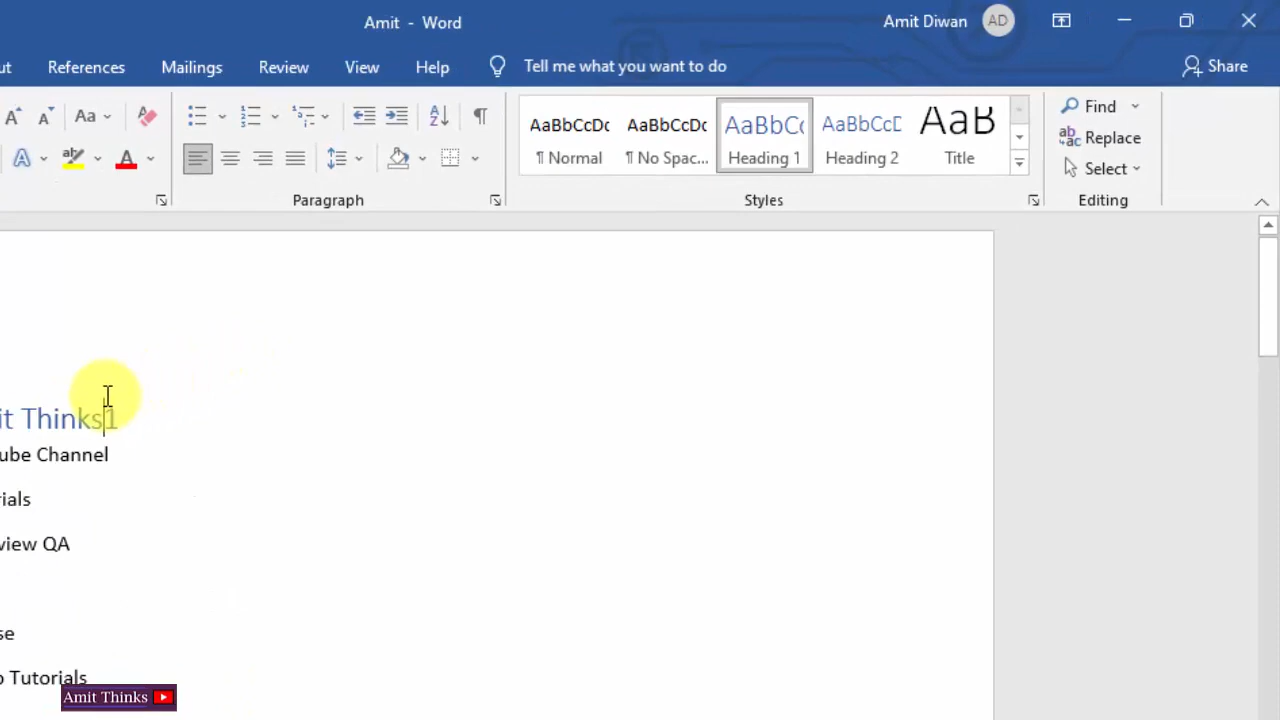 Amit - Word
Amit Diwan AD
References Mailings Review View Help Tell me what you want to do Share
Aa
AaBbCcDc AaBbCcDc AaBbCc AaBbCcD AaB
¶ Normal ¶ No Spac... Heading 1 Heading 2 Title
Find
Replace
Select
Paragraph Styles Editing
it Thinks1
ube Channel
rials
view QA
se
o Tutorials
Amit Thinks